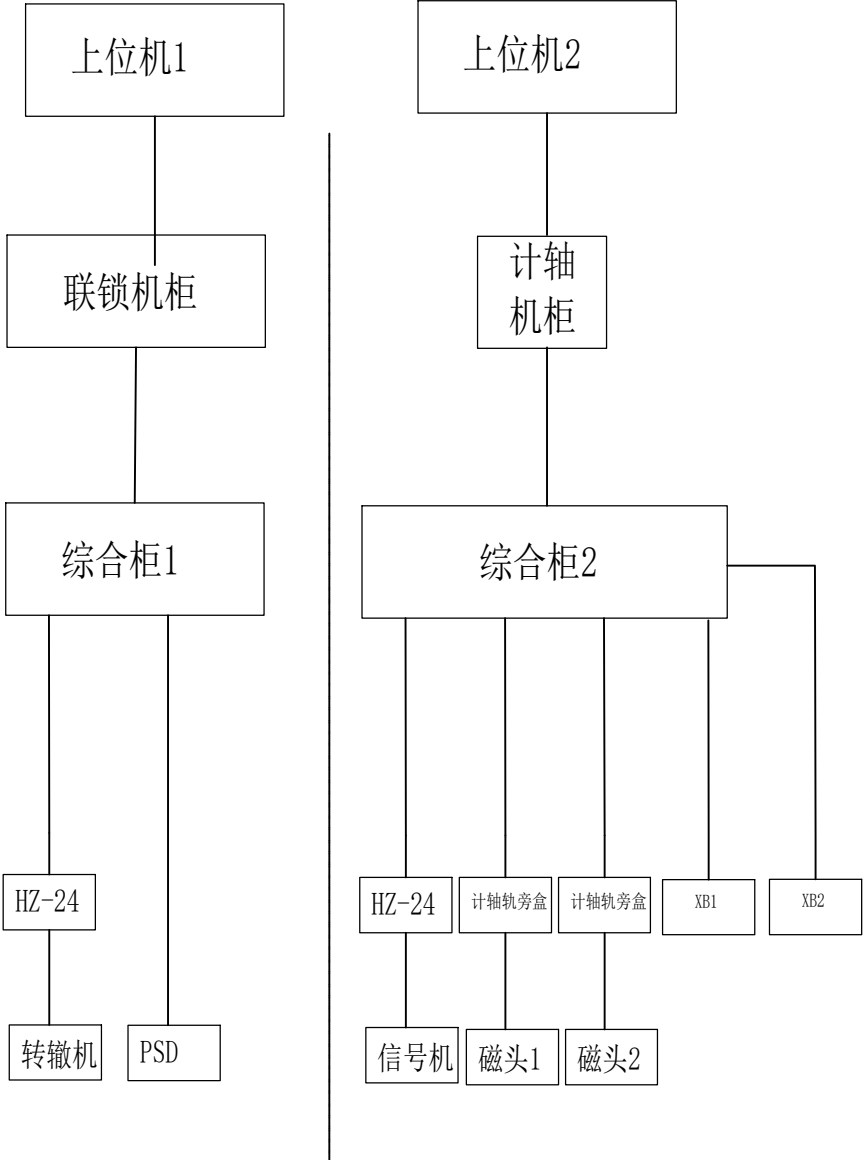 上位机1
联锁机柜
综合柜1
HZ-24
转辙机
PSD
上位机2
计轴
机柜
综合柜2
HZ-24
计轴轨旁盒
计轴轨旁盒
XB1
XB2
信号机
磁头1
磁头2